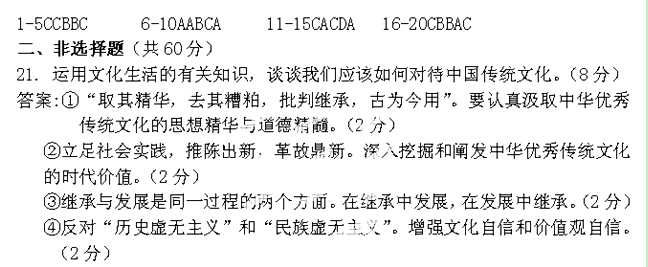 1-5CCBBC 6-10AABCA 11-15CACDA 16-20CBBAC
二、非选择题（共60分）
21．运用文化生活的有关知识，谈谈我们应该如何对待中国传统文化。（8分）
答案:①“取其精华，去其糟粕，批判继承，古为今用”。要认真汲取中华优秀
传统文化的思想精华与道德精髓。（2分）
②立足社会实践，推陈出新，革故鼎新。深入挖掘和阐发中华优秀传统文化
的时代价值。（2分）
③继承与发展是同一过程的两个方面。在继承中发展，在发展中继承。（2分）
④反对“历史虚无主义”和“民族虚无主义”。增强文化自信和价值观自信。
（2分）